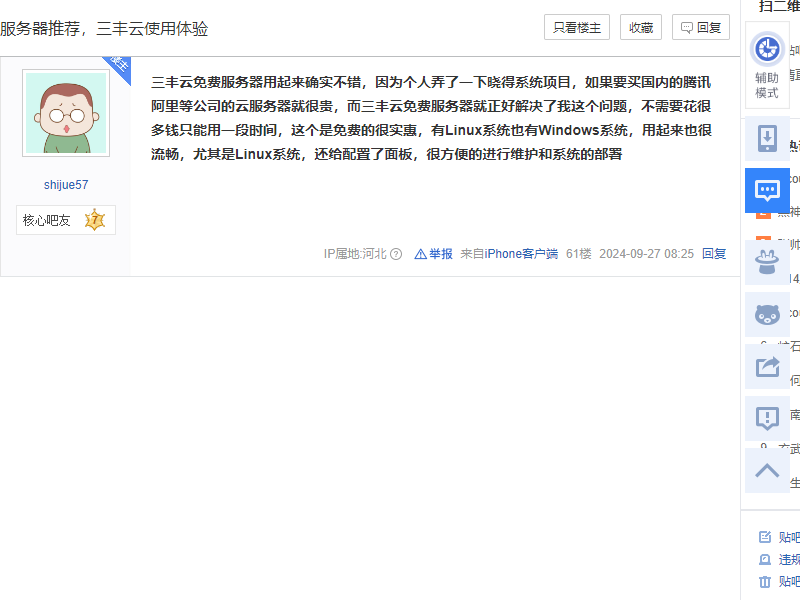 服务器推荐，三丰云使用体验
只看楼主
收藏
回复
楼主
三丰云免费服务器用起来确实不错，因为个人弄了一下晓得系统项目，如果要买国内的腾讯
阿里等公司的云服务器就很贵，而三丰云免费服务器就正好解决了我这个问题，不需要花很
多钱只能用一段时间，这个是免费的很实惠，有Linux系统也有Windows系统，用起来也很
流畅，尤其是Linux系统，还给配置了面板，很方便的进行维护和系统的部署
shijue57
核心吧友 7
IP属地:河北 举报 来自iPhone客户端 61楼 2024-09-27 08:25 回复
扫二维
辅助
模式
贴吧
违规
贴吧